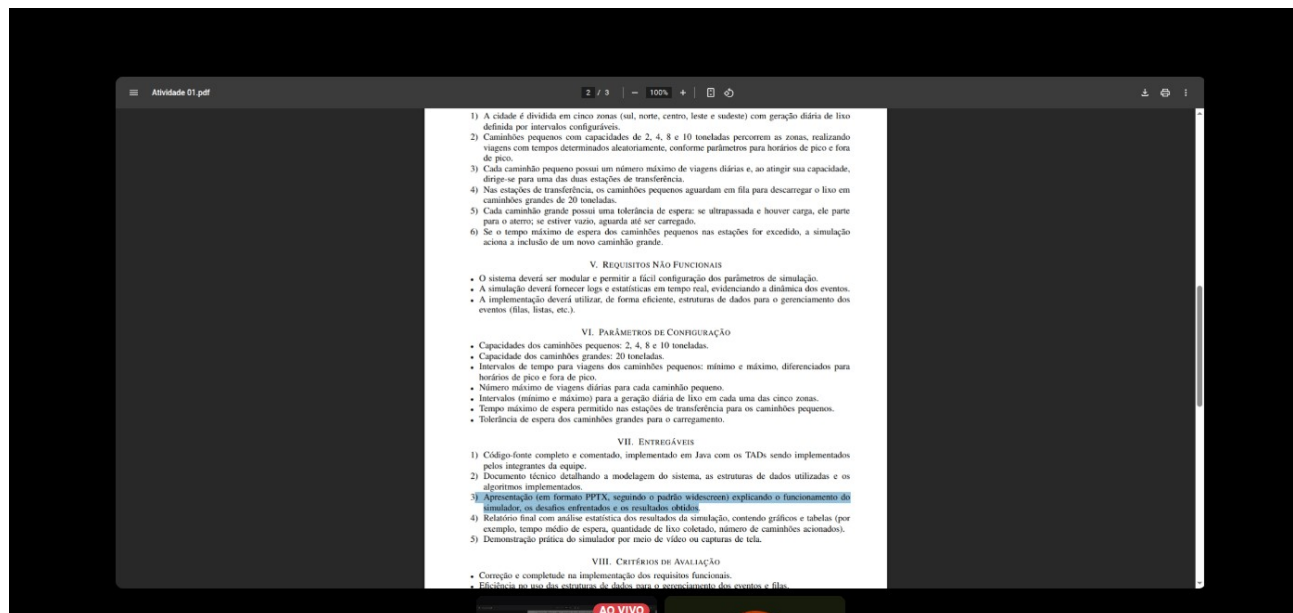 Atividade 01.pdf
2 / 3
100%
1) A cidade é dividida em cinco zonas (sul, norte, centro, leste e sudeste) com geração diária de lixo
definida por intervalos configuráveis.
2) Caminhões pequenos com capacidades de 2, 4, 8 e 10 toneladas percorrem as zonas, realizando
viagens com tempos determinados aleatoriamente, conforme parâmetros para horários de pico e fora
de pico.
3) Cada caminhão pequeno possui um número máximo de viagens diárias e, ao atingir sua capacidade,
dirige-se para uma das duas estações de transferência.
4) Nas estações de transferência, os caminhões pequenos aguardam em fila para descarregar o lixo em
caminhões grandes de 20 toneladas.
5) Cada caminhão grande possui uma tolerância de espera: se ultrapassada e houver carga, ele parte
para o aterro; se estiver vazio, aguarda até ser carregado.
6) Se o tempo máximo de espera dos caminhões pequenos nas estações for excedido, a simulação
aciona a inclusão de um novo caminhão grande.
V. Requisitos Não Funcionais
• O sistema deverá ser modular e permitir a fácil configuração dos parâmetros de simulação.
• A simulação deverá fornecer logs e estatísticas em tempo real, evidenciando a dinâmica dos eventos.
• A implementação deverá utilizar, de forma eficiente, estruturas de dados para o gerenciamento dos
eventos (filas, listas, etc.).
VI. Parâmetros de Configuração
• Capacidades dos caminhões pequenos: 2, 4, 8 e 10 toneladas.
• Capacidade dos caminhões grandes: 20 toneladas.
• Intervalos de tempo para viagens dos caminhões pequenos: mínimo e máximo, diferenciados para
horários de pico e fora de pico.
• Número máximo de viagens diárias para cada caminhão pequeno.
• Intervalos (mínimo e máximo) para a geração diária de lixo em cada uma das cinco zonas.
• Tempo máximo de espera permitido nas estações de transferência para os caminhões pequenos.
• Tolerância de espera dos caminhões grandes para o carregamento.
VII. Entregáveis
1) Código-fonte completo e comentado, implementado em Java com os TADs sendo implementados
pelos integrantes da equipe.
2) Documento técnico detalhando a modelagem do sistema, as estruturas de dados utilizadas e os
algoritmos implementados.
3) Apresentação (em formato PPTX, seguindo o padrão widescreen) explicando o funcionamento do
simulador, os desafios enfrentados e os resultados obtidos.
4) Relatório final com análise estatística dos resultados da simulação, contendo gráficos e tabelas (por
exemplo, tempo médio de espera, quantidade de lixo coletado, número de caminhões acionados).
5) Demonstração prática do simulador por meio de vídeo ou capturas de tela.
VIII. Critérios de Avaliação
• Correção e completude na implementação dos requisitos funcionais.
• Eficiência no uso das estruturas de dados para o gerenciamento dos eventos e filas.
AO VIVO